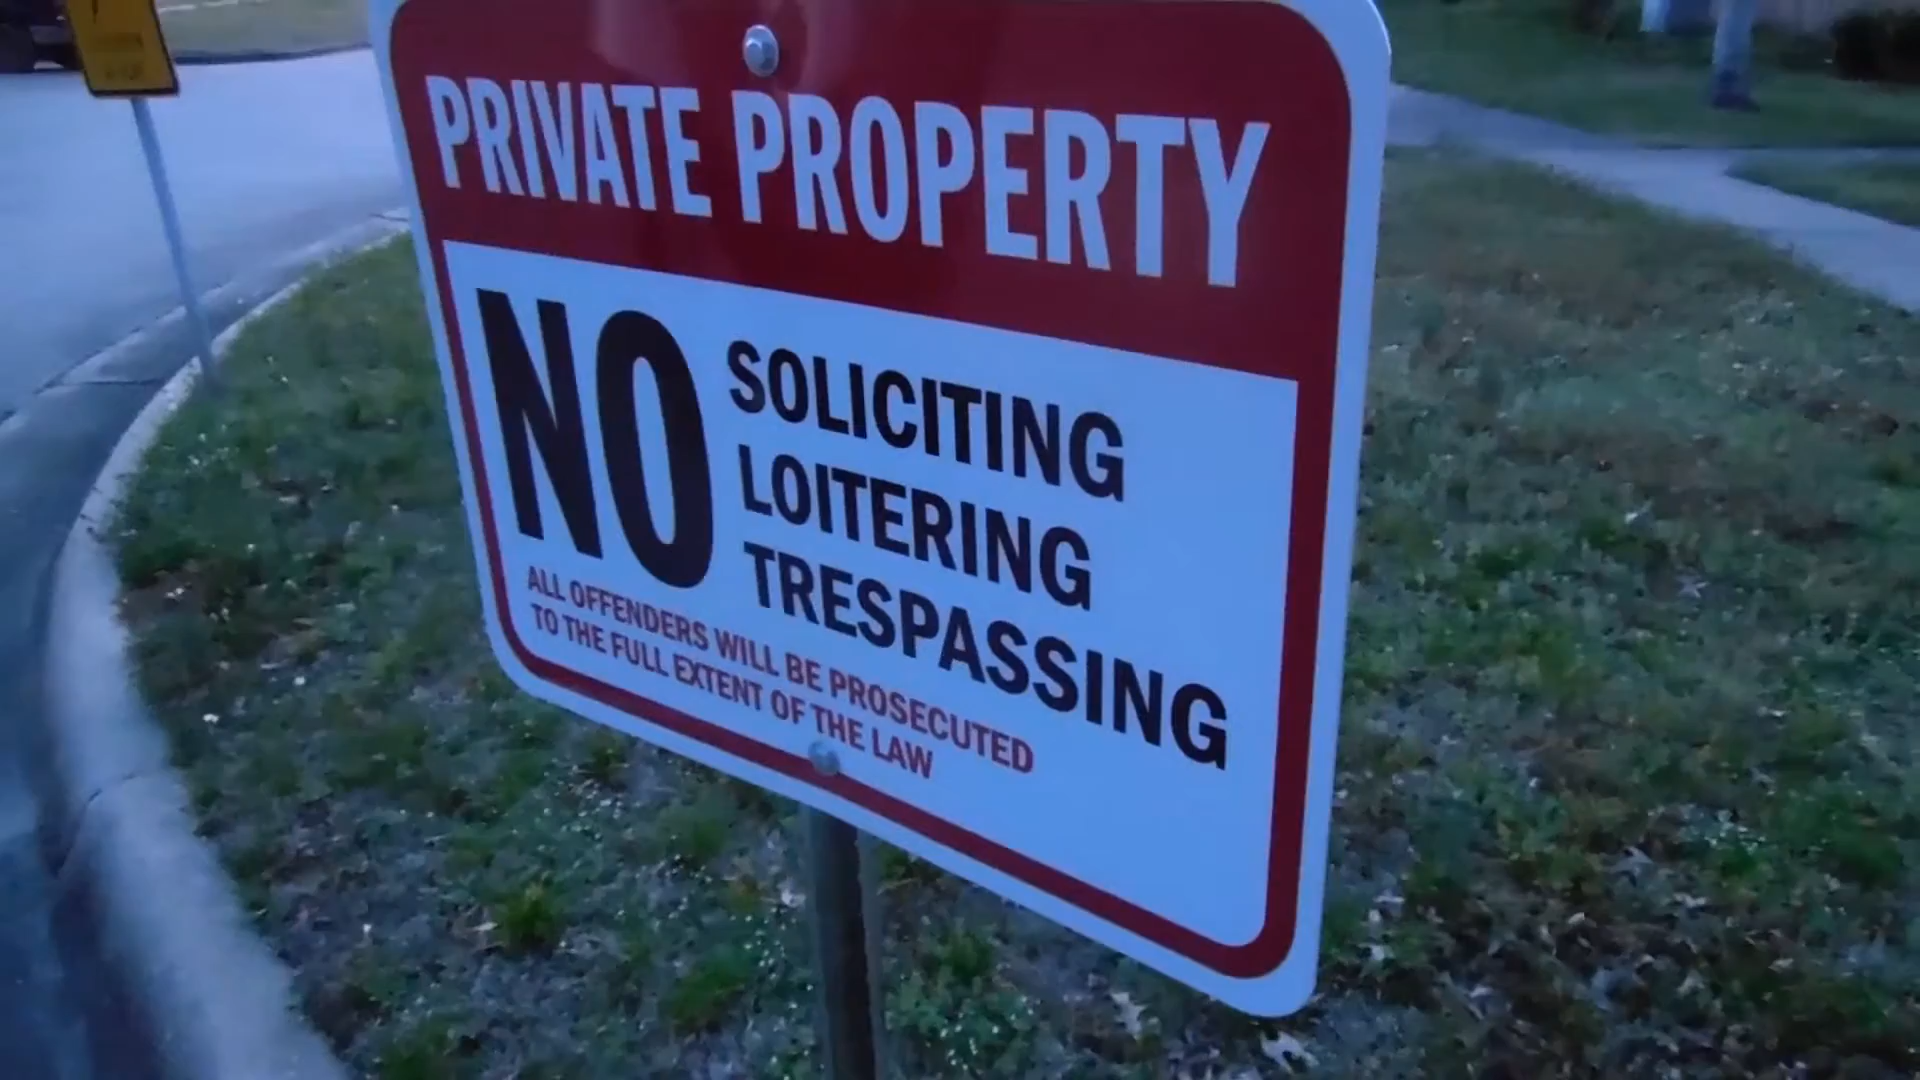 PRIVATE PROPERTY
NO
SOLICITING
LOITERING
TRESPASSING
ALL OFFENDERS WILL BE PROSECUTED
TO THE FULL EXTENT OF THE LAW